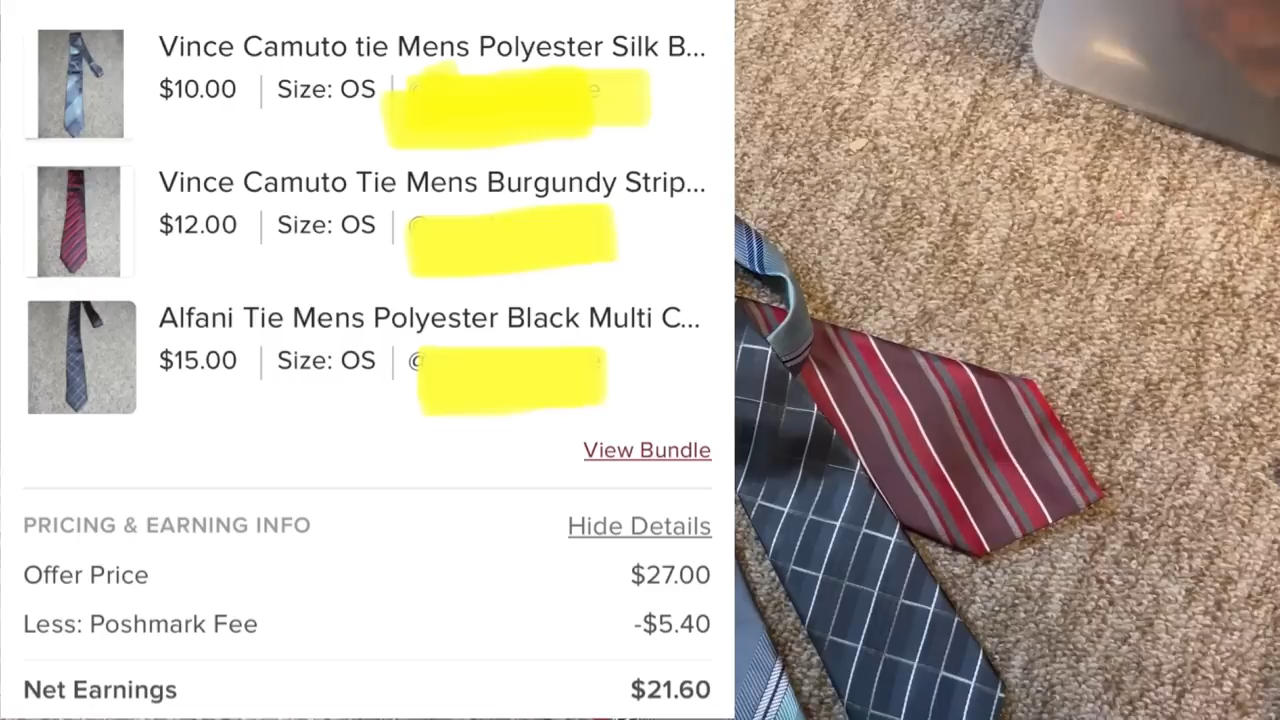 Vince Camuto tie Mens Polyester Silk B...
$10.00 | Size: OS |
Vince Camuto Tie Mens Burgundy Strip...
$12.00 | Size: OS |
Alfani Tie Mens Polyester Black Multi C...
$15.00 | Size: OS | @
View Bundle
PRICING & EARNING INFO Hide Details
Offer Price $27.00
Less: Poshmark Fee -$5.40
Net Earnings $21.60